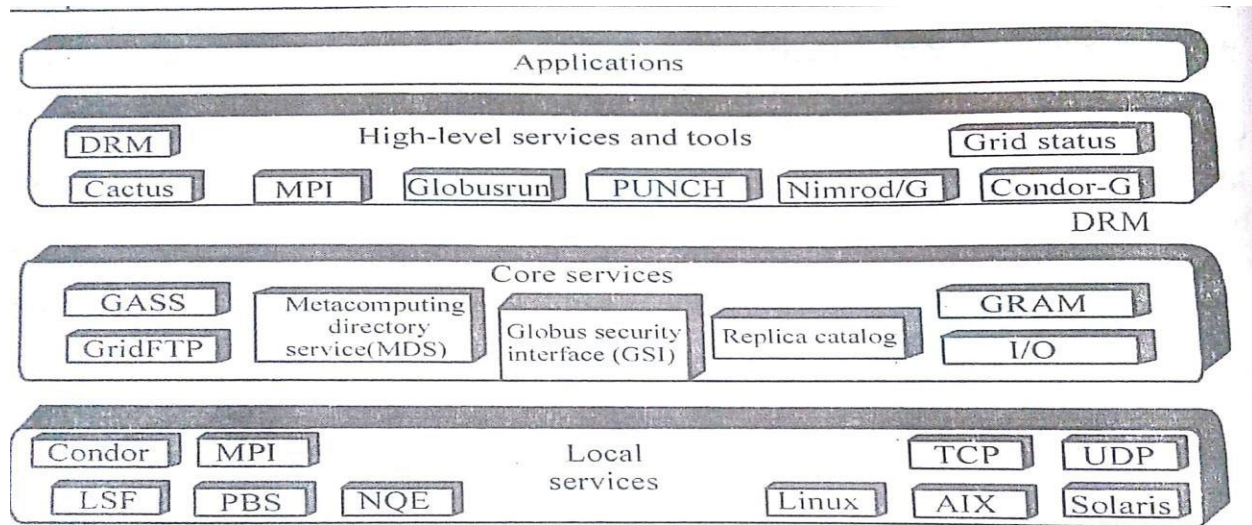 Applications
High-level services and tools
DRM
Grid status
Cactus
MPI
Globusrun
PUNCH
Nimrod/G
Condor-G
DRM
Core services
GASS
Metacomputing
directory
service(MDS)
Globus security
interface (GSI)
Replica catalog
GRAM
GridFTP
I/O
Condor
MPI
Local
services
TCP
UDP
LSF
PBS
NQE
Linux
AIX
Solaris